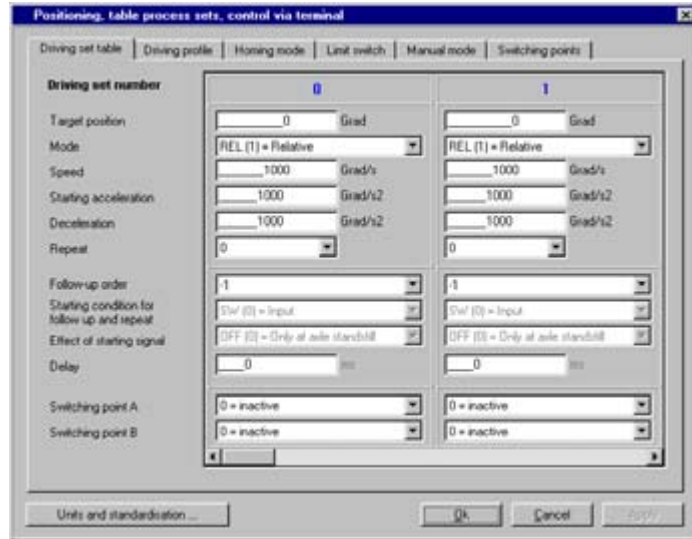 Positioning, table process sets, control via terminal
Driving set table Driving profile Homing mode Limit switch Manual mode Switching points
Driving set number 0 1
Target position 0 Grad 0 Grad
Mode REL (1) = Relative REL (1) = Relative
Speed 1000 Grad/s 1000 Grad/s
Starting acceleration 1000 Grad/s2 1000 Grad/s2
Deceleration 1000 Grad/s2 1000 Grad/s2
Repeat 0 0
Follow-up order -1 -1
Starting condition for
follow up and repeat SW (0) = Input SW (0) = Input
Effect of starting signal OFF (0) = Only at axle standstill OFF (0) = Only at axle standstill
Delay 0 ms 0 ms
Switching point A 0 = inactive 0 = inactive
Switching point B 0 = inactive 0 = inactive
Units and standardisation ... Ok Cancel Apply